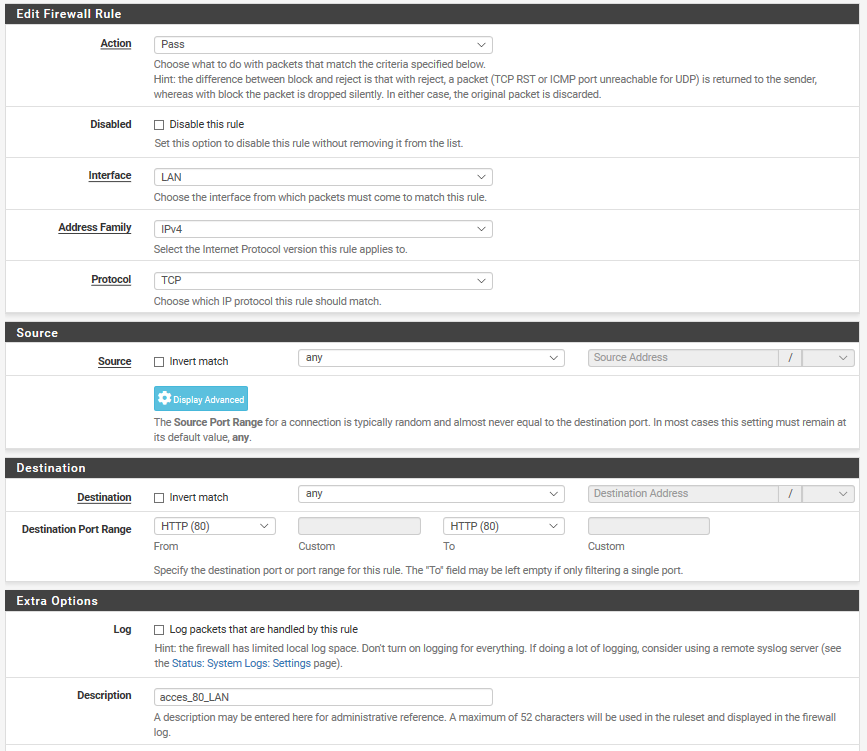 Edit Firewall Rule
Action
Pass
Choose what to do with packets that match the criteria specified below.
Hint: the difference between block and reject is that with reject, a packet (TCP RST or ICMP port unreachable for UDP) is returned to the sender,
whereas with block the packet is dropped silently. In either case, the original packet is discarded.
Disabled
Disable this rule
Set this option to disable this rule without removing it from the list.
Interface
LAN
Choose the interface from which packets must come to match this rule.
Address Family
IPv4
Select the Internet Protocol version this rule applies to.
Protocol
TCP
Choose which IP protocol this rule should match.
Source
Source
Invert match
any
Source Address
/
Display Advanced
The Source Port Range for a connection is typically random and almost never equal to the destination port. In most cases this setting must remain at
its default value, any.
Destination
Destination
Invert match
any
Destination Address
/
Destination Port Range
HTTP (80)
HTTP (80)
From
Custom
To
Custom
Specify the destination port or port range for this rule. The "To" field may be left empty if only filtering a single port.
Extra Options
Log
Log packets that are handled by this rule
Hint: the firewall has limited local log space. Don't turn on logging for everything. If doing a lot of logging, consider using a remote syslog server (see
the Status: System Logs: Settings page).
Description
acces_80_LAN
A description may be entered here for administrative reference. A maximum of 52 characters will be used in the ruleset and displayed in the firewall
log.